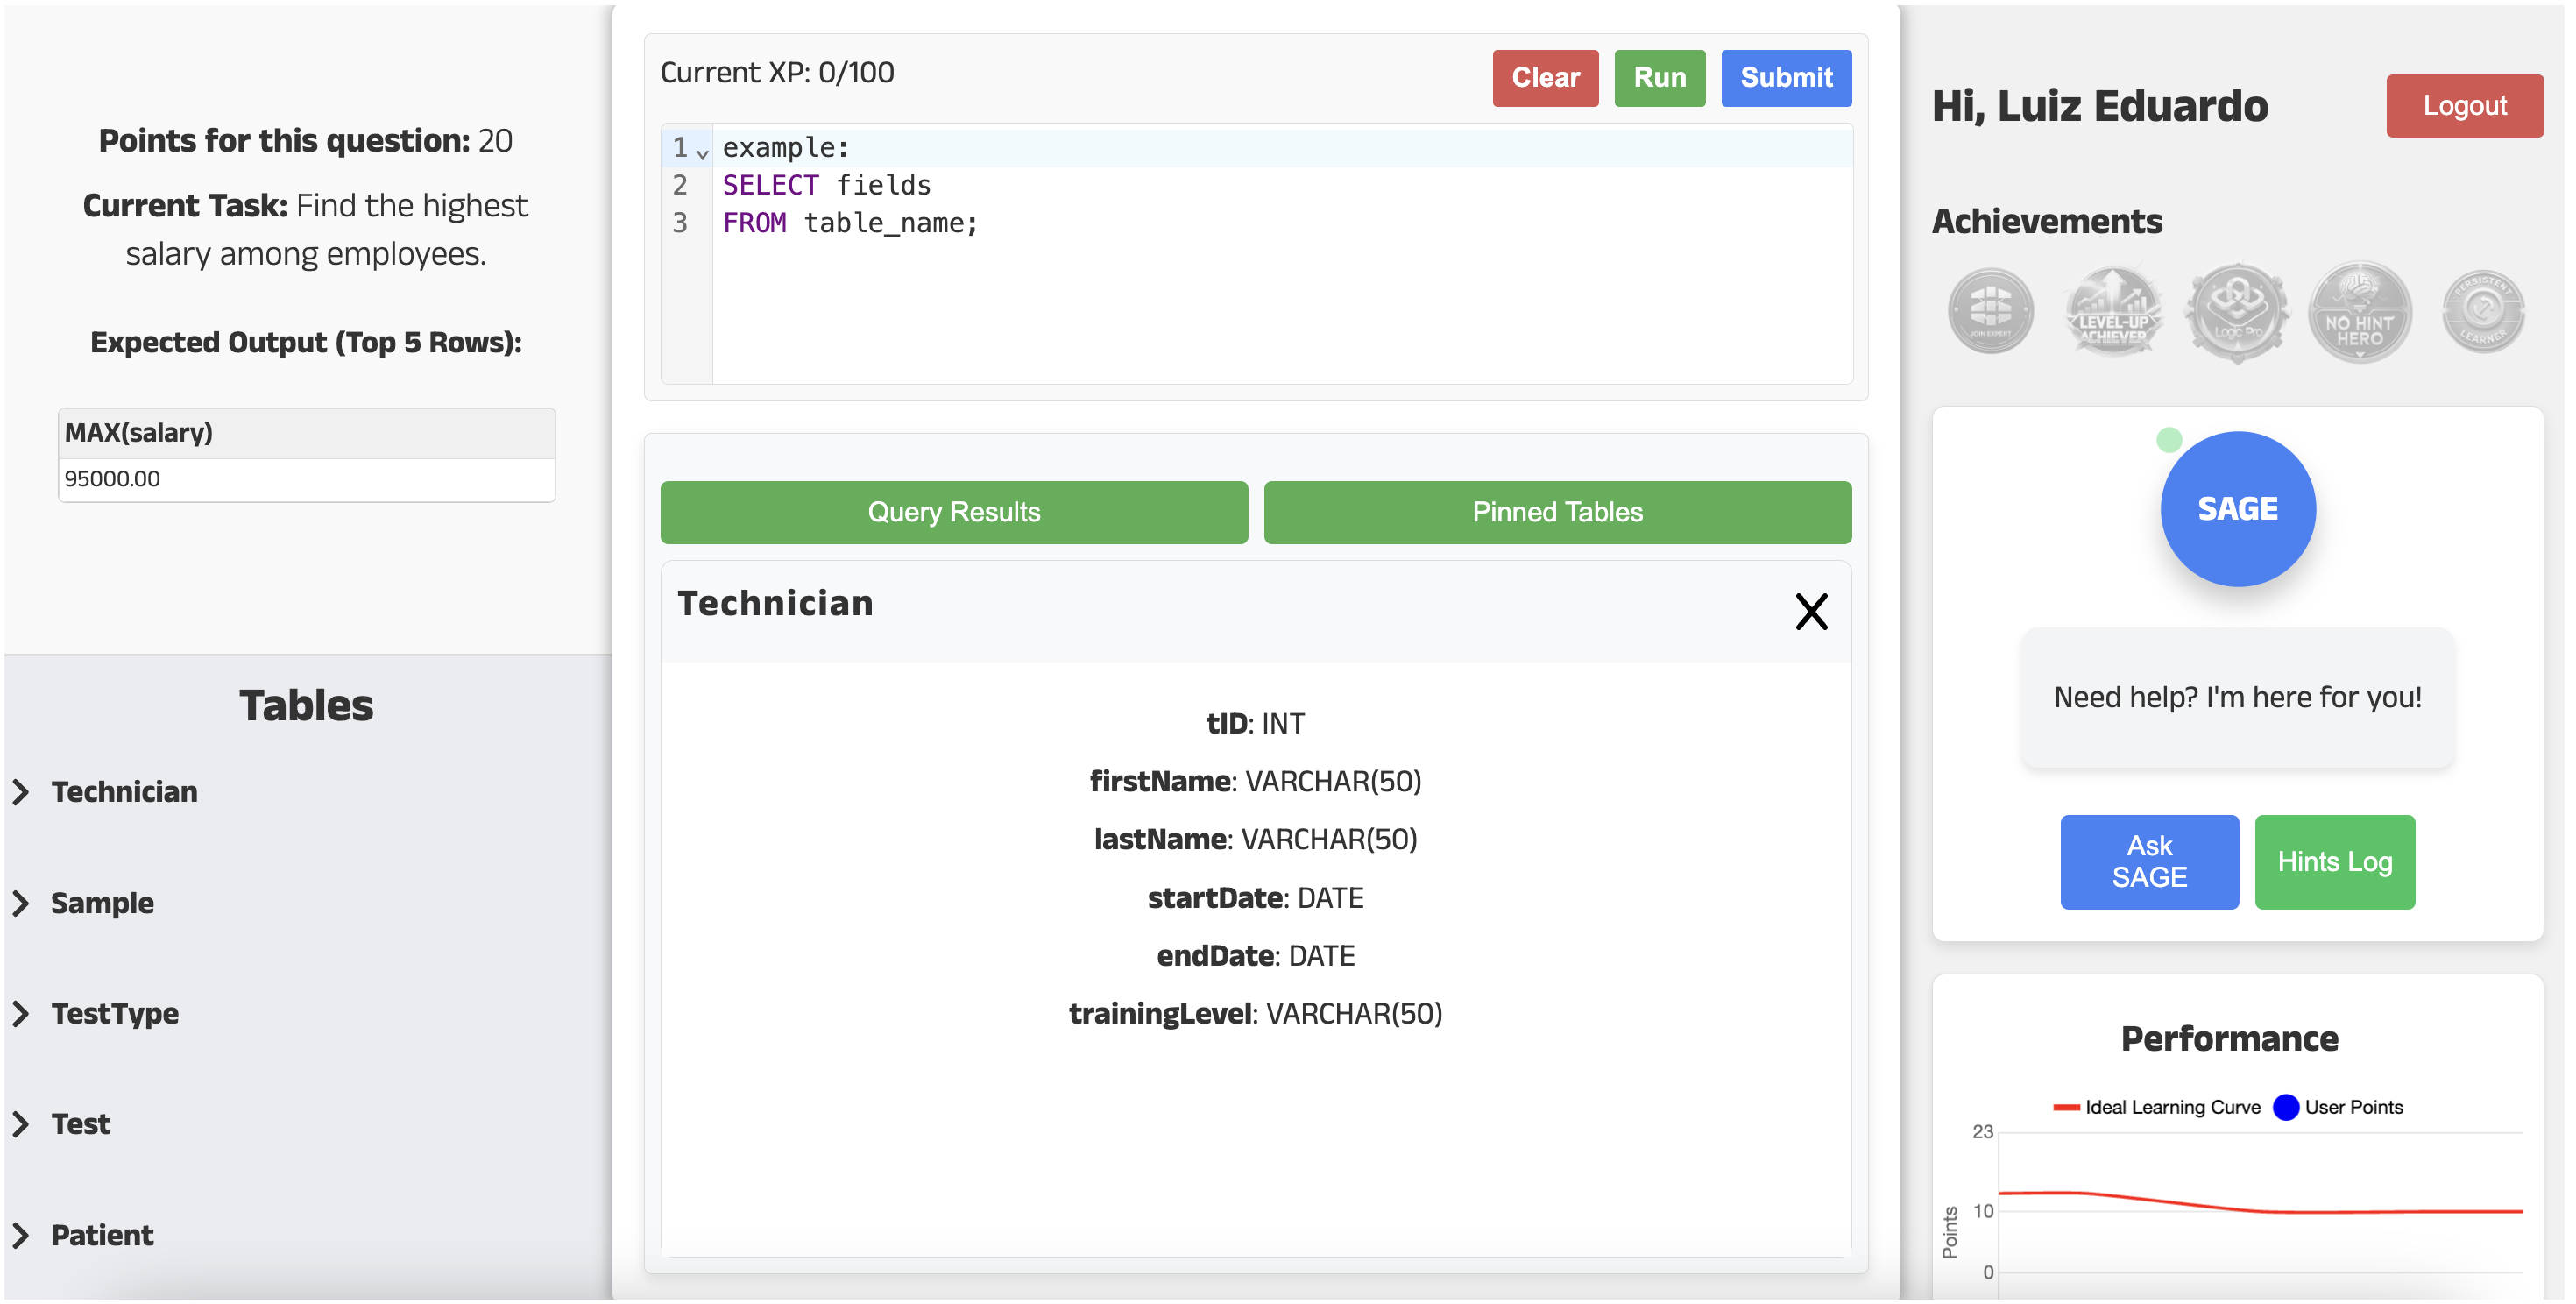 Points for this question: 20
Current Task: Find the highest
salary among employees.
Expected Output (Top 5 Rows):
MAX(salary)
95000.00
Tables
Technician
Sample
TestType
Test
Patient
Current XP: 0/100
Clear
Run
Submit
1 example:
2 SELECT fields
3 FROM table_name;
Query Results
Pinned Tables
Technician
X
tID: INT
firstName: VARCHAR(50)
lastName: VARCHAR(50)
startDate: DATE
endDate: DATE
trainingLevel: VARCHAR(50)
Hi, Luiz Eduardo
Logout
Achievements
JOIN EXPERT
LEVEL-UP
ACHIEVER
Logic Pro
NO HINT
HERO
PERSISTENT
LEARNER
SAGE
Need help? I'm here for you!
Ask
SAGE
Hints Log
Performance
Ideal Learning Curve
User Points
23
10
0
Points